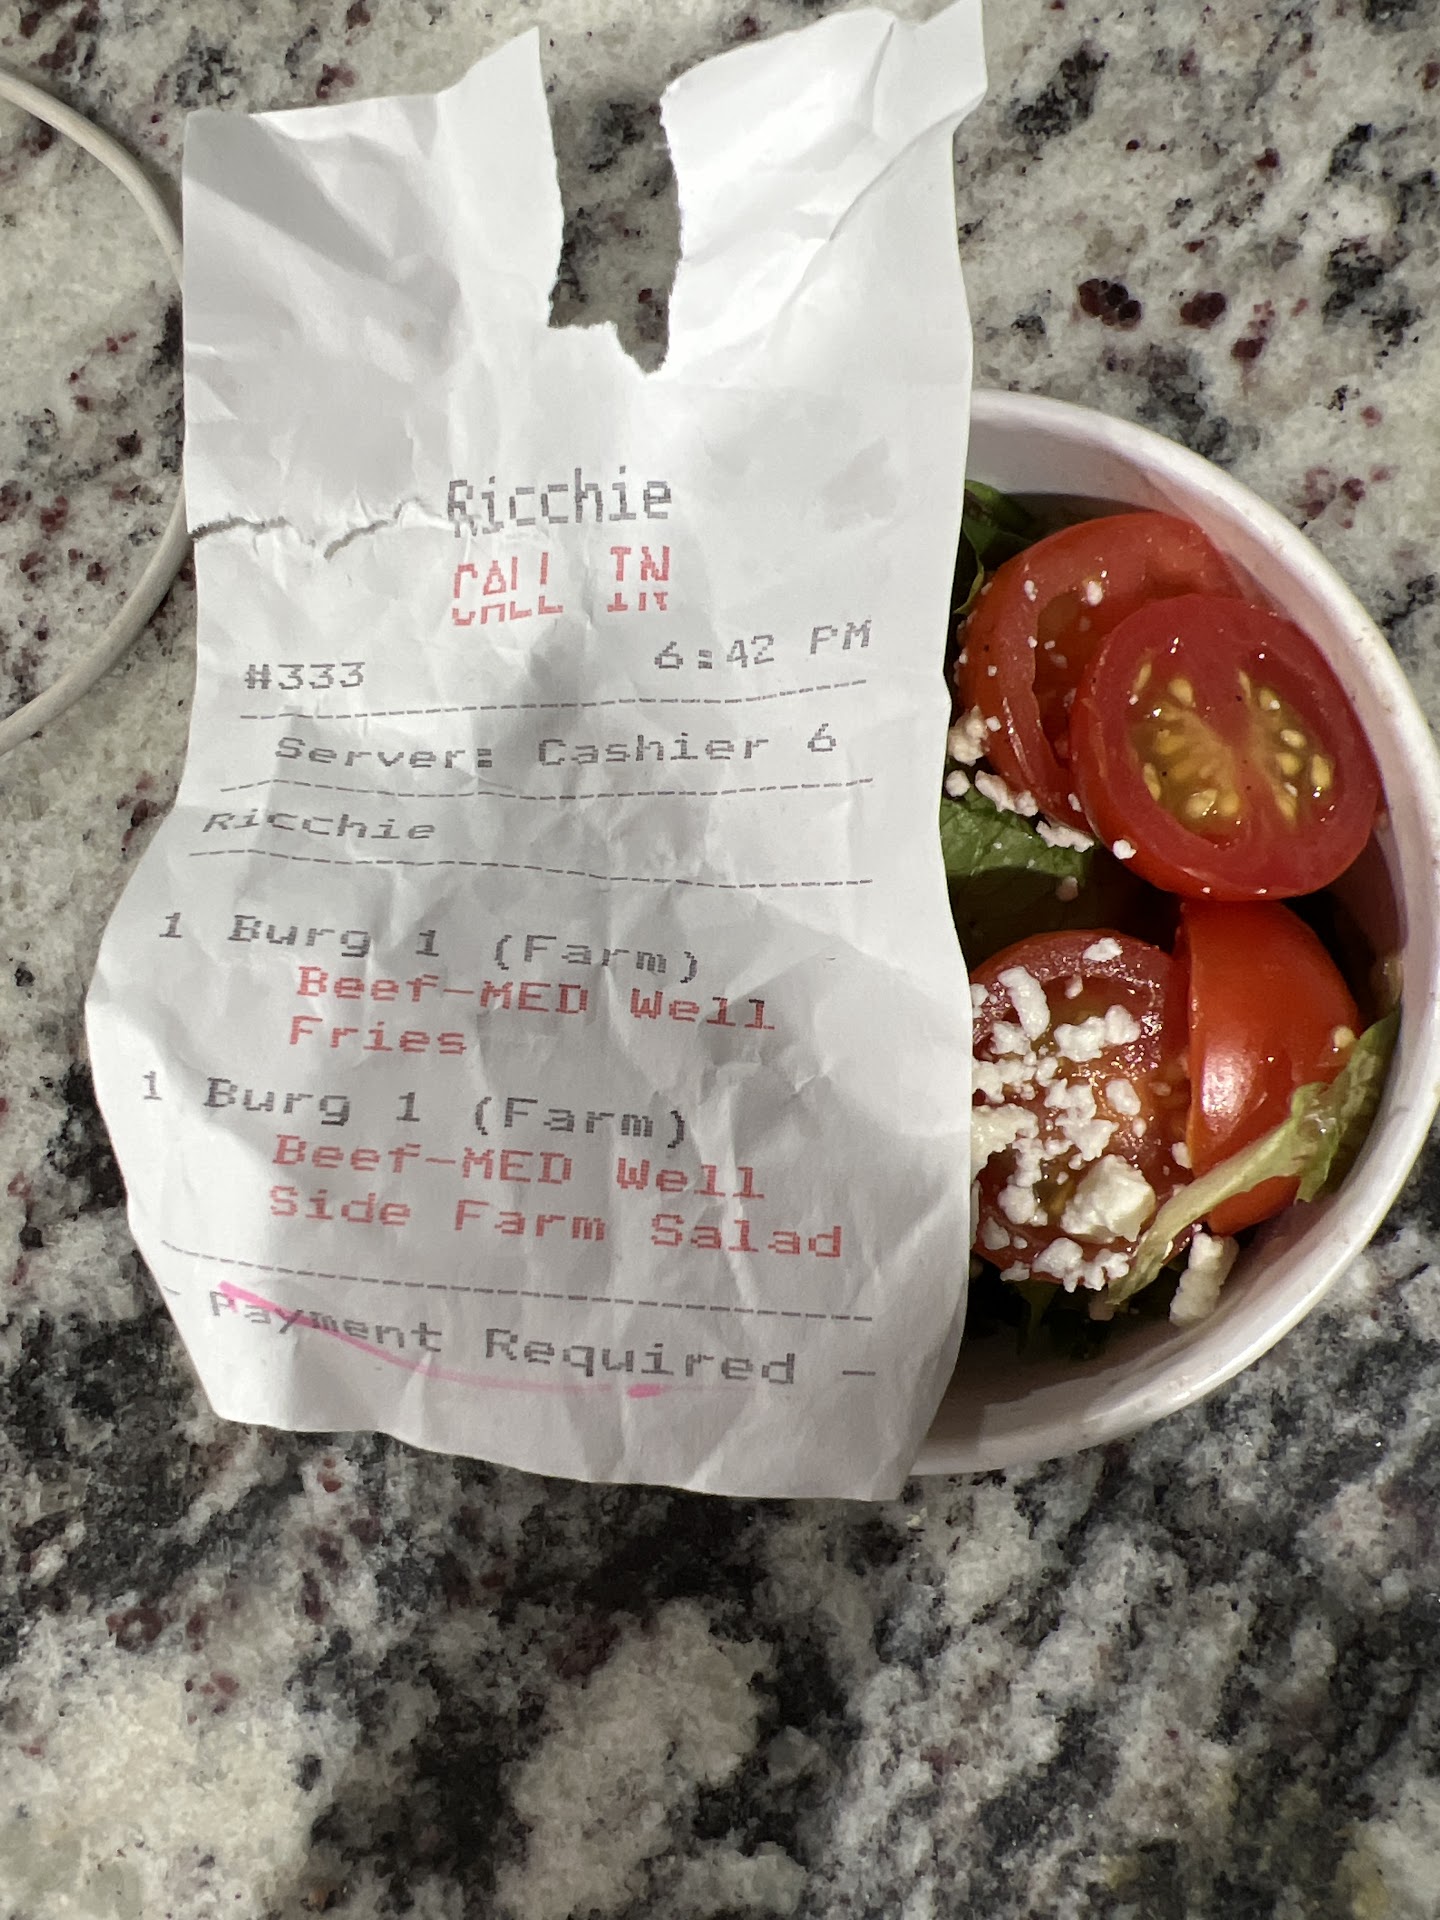 Ricchie
CALL IN
#333 6:42 PM
Server: Cashier 6
Ricchie
1 Burg 1 (Farm)
Beef-MED Well
Fries
1 Burg 1 (Farm)
Beef-MED Well
Side Farm Salad
- Payment Required -